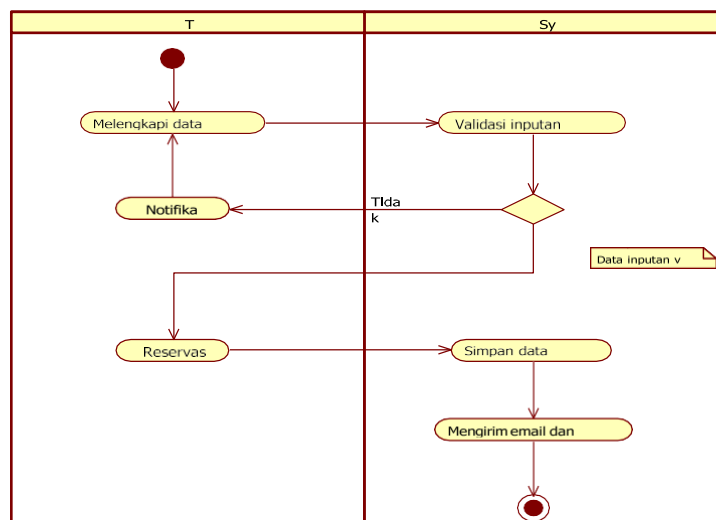 T
Sy
Melengkapi data
Validasi inputan
Notifika
TIda
k
Data inputan v
Reservas
Simpan data
Mengirim email dan